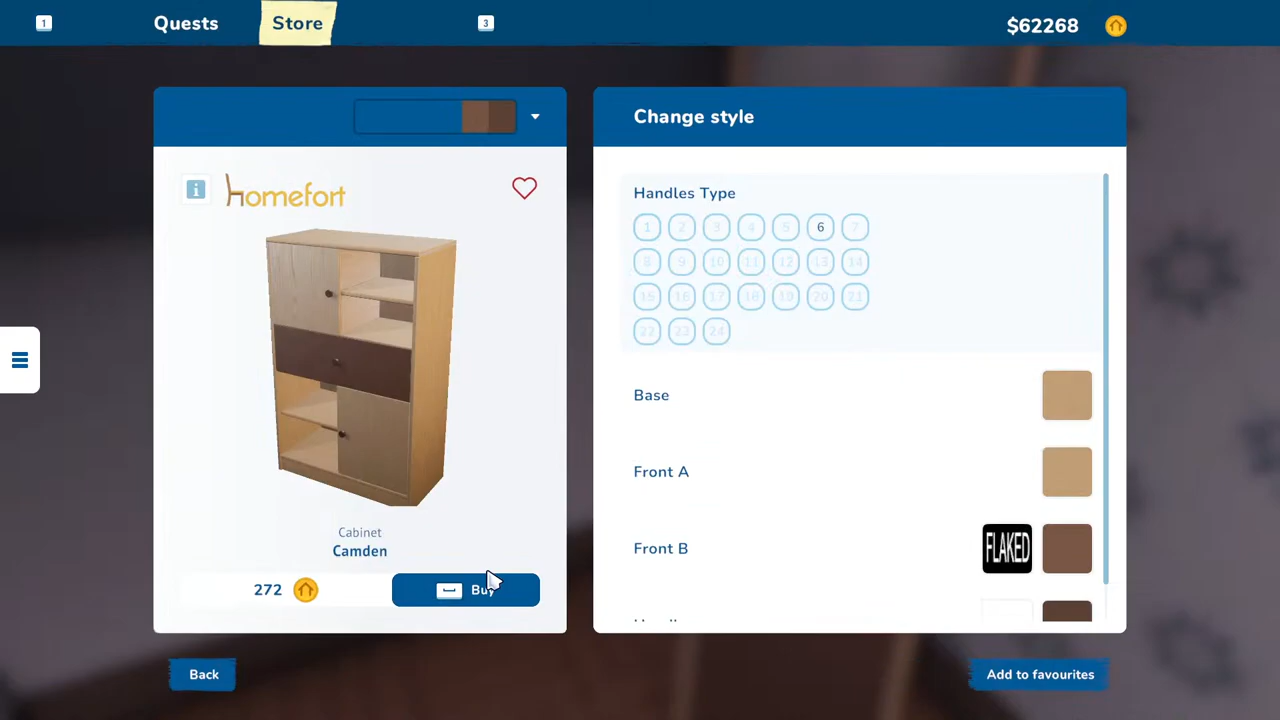 1 Quests Store 3 $62268
Change style
i homefort
Handles Type
1 2 3 4 5 6 7
8 9 10 11 12 13 14
15 16 17 18 19 20 21
22 23 24
Base
Front A
Front B FLAKED
Cabinet
Camden
272 Buy
Back
Add to favourites